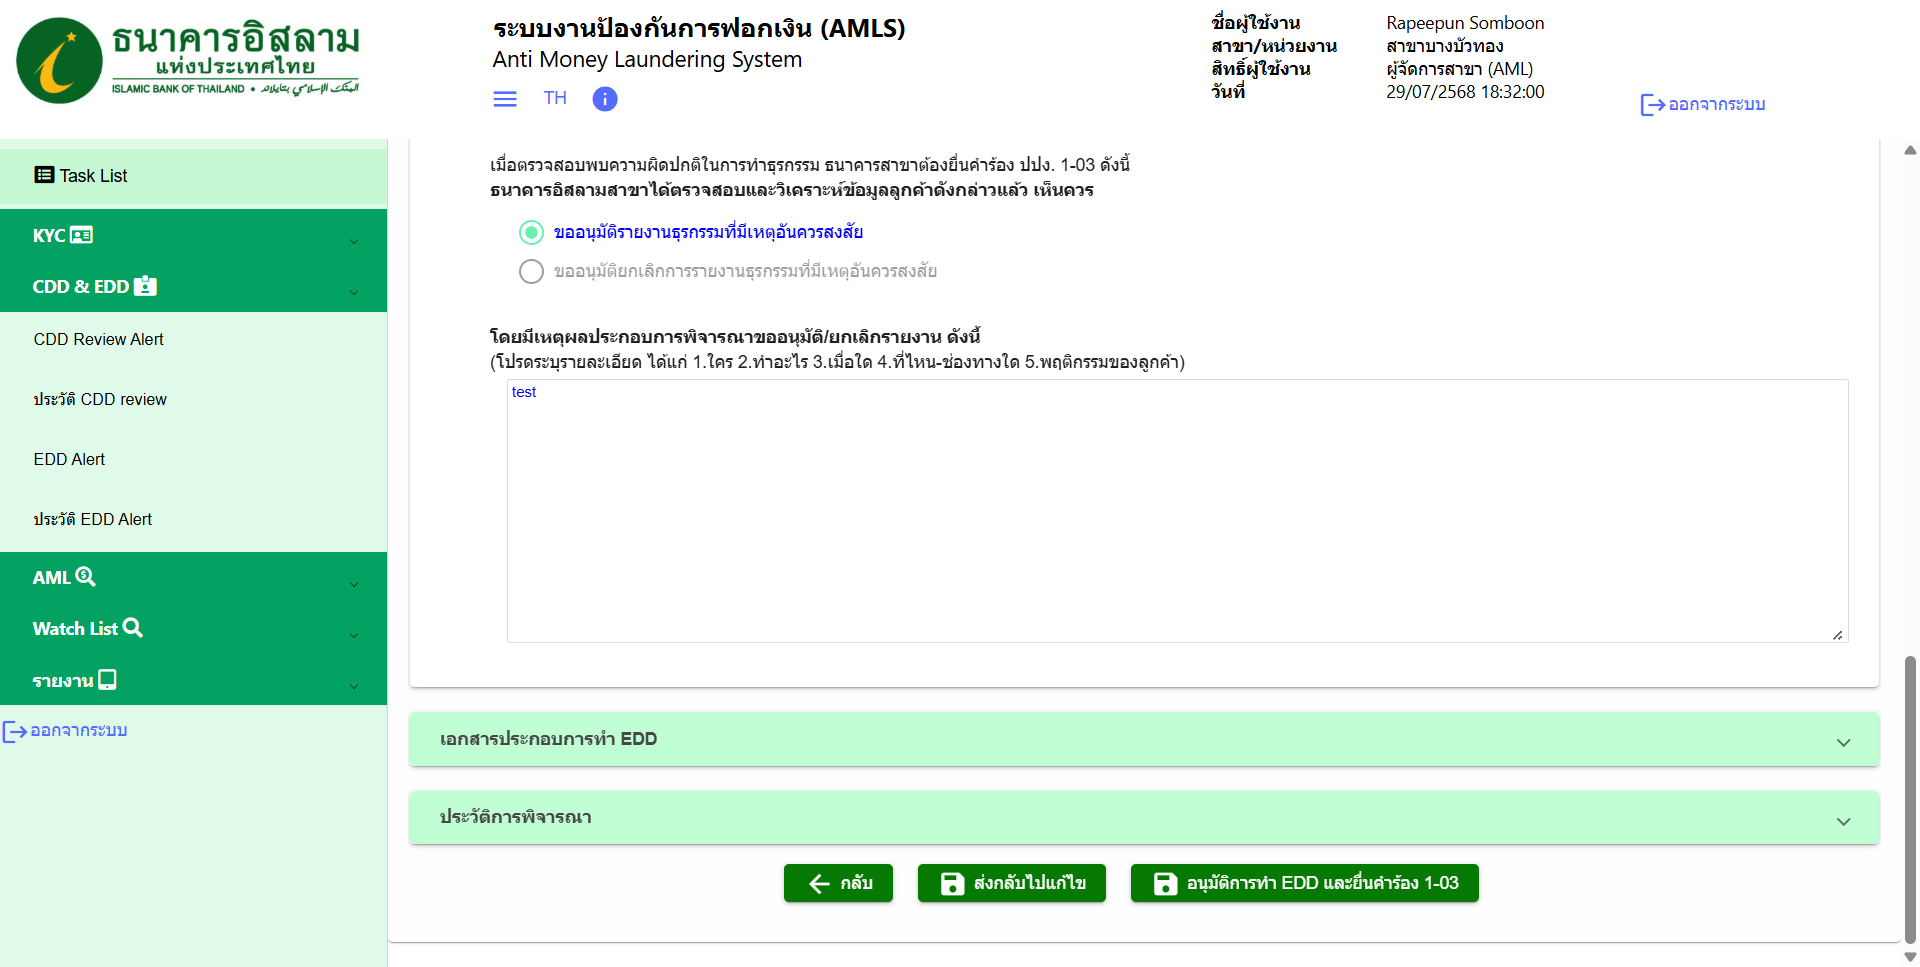 ธนาคารอิสลาม
แห่งประเทศไทย
ISLAMIC BANK OF THAILAND •
ระบบงานป้องกันการฟอกเงิน (AMLS)
Anti Money Laundering System
TH
ชื่อผู้ใช้งาน Rapeepun Somboon
สาขา/หน่วยงาน สาขาบางบัวทอง
สิทธิ์ผู้ใช้งาน ผู้จัดการสาขา (AML)
วันที่ 29/07/2568 18:32:00
ออกจากระบบ
Task List
KYC
CDD & EDD
CDD Review Alert
ประวัติ CDD review
EDD Alert
ประวัติ EDD Alert
AML
Watch List
รายงาน
ออกจากระบบ
เมื่อตรวจสอบพบความผิดปกติในการทำธุรกรรม ธนาคารสาขาต้องยื่นคำร้อง ปปง. 1-03 ดังนี้
ธนาคารอิสลามสาขาได้ตรวจสอบและวิเคราะห์ข้อมูลลูกค้าดังกล่าวแล้ว เห็นควร
ขออนุมัติรายงานธุรกรรมที่มีเหตุอันควรสงสัย
ขออนุมัติยกเลิกการรายงานธุรกรรมที่มีเหตุอันควรสงสัย
โดยมีเหตุผลประกอบการพิจารณาขออนุมัติ/ยกเลิกรายงาน ดังนี้
(โปรดระบุรายละเอียด ได้แก่ 1.ใคร 2.ทำอะไร 3.เมื่อใด 4.ที่ไหน-ช่องทางใด 5.พฤติกรรมของลูกค้า)
test
เอกสารประกอบการทำ EDD
ประวัติการพิจารณา
กลับ
ส่งกลับไปแก้ไข
อนุมัติการทำ EDD และยื่นคำร้อง 1-03